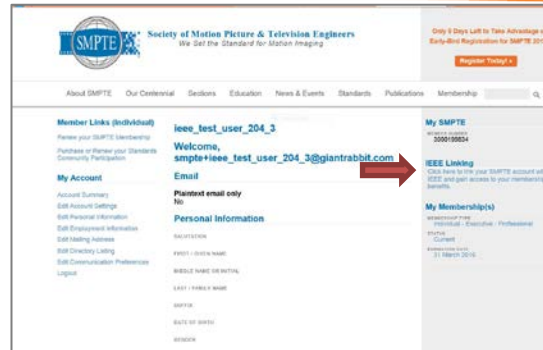 SMPTE
Society of Motion Picture & Television Engineers
We Set the Standard for Motion Imaging
Only 5 Days Left to Take Advantage
Early-Bird Registration for SMPTE
Register Today! »
About SMPTE Our Centennial Sections Education News & Events Standards Publications Membership
Member Links (Individual)
Renew your SMPTE Membership
Purchase or Renew your Standards
Community Participation
My Account
Account Summary
Edit Account Settings
Edit Personal Information
Edit Employment Information
Edit Mailing Address
Edit Directory Listing
Edit Communication Preferences
Logout
ieee_test_user_204_3
Welcome,
smpte+ieee_test_user_204_3@giantrabbit.com
Email
Plaintext email only
No
Personal Information
SALUTATION
FIRST / GIVEN NAME
MIDDLE NAME OR INITIAL
LAST / FAMILY NAME
SUFFIX
DATE OF BIRTH
GENDER
My SMPTE
MEMBER NUMBER
IEEE Linking
Click here to link your SMPTE account
IEEE and gain access to your membership
benefits.
My Membership(s)
MEMBERSHIP TYPE
Individual - Executive - Professional
STATUS
Current
EXPIRATION DATE
31 March 2016